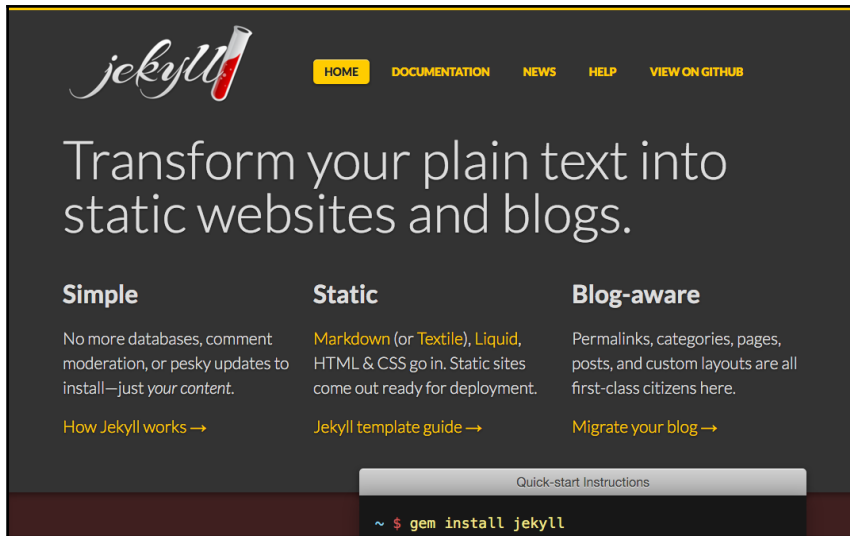 jekyll
HOME DOCUMENTATION NEWS HELP VIEW ON GITHUB
Transform your plain text into
static websites and blogs.
Simple
No more databases, comment
moderation, or pesky updates to
install—just your content.
How Jekyll works →
Static
Markdown (or Textile), Liquid,
HTML & CSS go in. Static sites
come out ready for deployment.
Jekyll template guide →
Blog-aware
Permalinks, categories, pages,
posts, and custom layouts are all
first-class citizens here.
Migrate your blog →
Quick-start Instructions
~ $ gem install jekyll